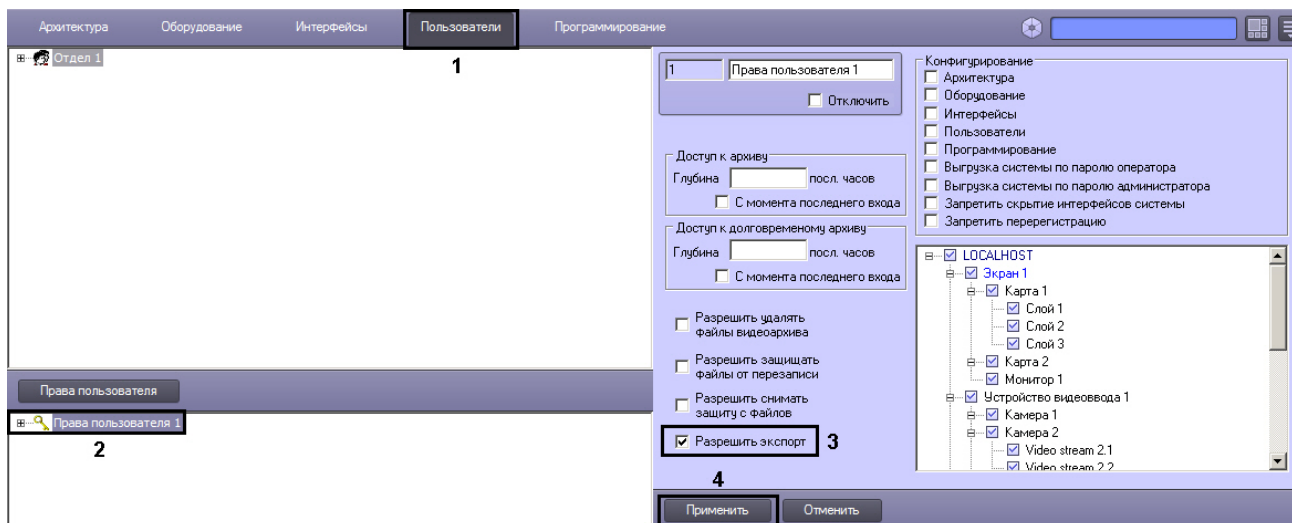 Архитектура
Оборудование
Интерфейсы
Пользователи
Программирование
1
Отдел 1
Права пользователя
Права пользователя 1
2
1
Права пользователя 1
Отключить
Доступ к архиву
Глубина посл. часов
С момента последнего входа
Доступ к долговременому архиву
Глубина посл. часов
С момента последнего входа
Разрешить удалять
файлы видеоархива
Разрешить защищать
файлы от перезаписи
Разрешить снимать
защиту с файлов
Разрешить экспорт
3
4
Применить
Отменить
Конфигурирование
Архитектура
Оборудование
Интерфейсы
Пользователи
Программирование
Выгрузка системы по паролю оператора
Выгрузка системы по паролю администратора
Запретить скрытие интерфейсов системы
Запретить перерегистрацию
LOCALHOST
Экран 1
Карта 1
Слой 1
Слой 2
Слой 3
Карта 2
Монитор 1
Устройство видеоввода 1
Камера 1
Камера 2
Video stream 2.1
Video stream 2.2